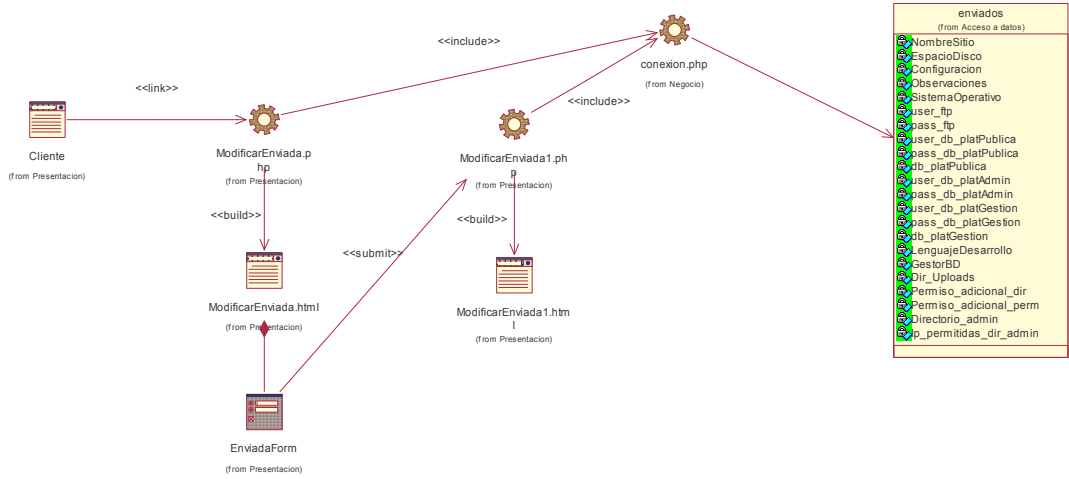 <<link>>
Cliente
(from Presentacion)
ModificarEnviada.p
hp
(from Presentacion)
<<include>>
<<build>>
ModificarEnviada.html
(from Presentacion)
EnviadaForm
(from Presentacion)
<<submit>>
ModificarEnviada1.ph
p
(from Presentacion)
<<include>>
<<build>>
ModificarEnviada1.htm
l
(from Presentacion)
conexion.php
(from Negocio)
enviados
(from Acceso a datos)
NombreSitio
EspacioDisco
Configuracion
Observaciones
SistemaOperativo
user_ftp
pass_ftp
user_db_platPublica
pass_db_platPublica
db_platPublica
user_db_platAdmin
pass_db_platAdmin
user_db_platGestion
pass_db_platGestion
db_platGestion
LenguajeDesarrollo
GestorBD
Dir_Uploads
Permiso_adicional_dir
Permiso_adicional_perm
Directorio_admin
Ip_permitidas_dir_admin